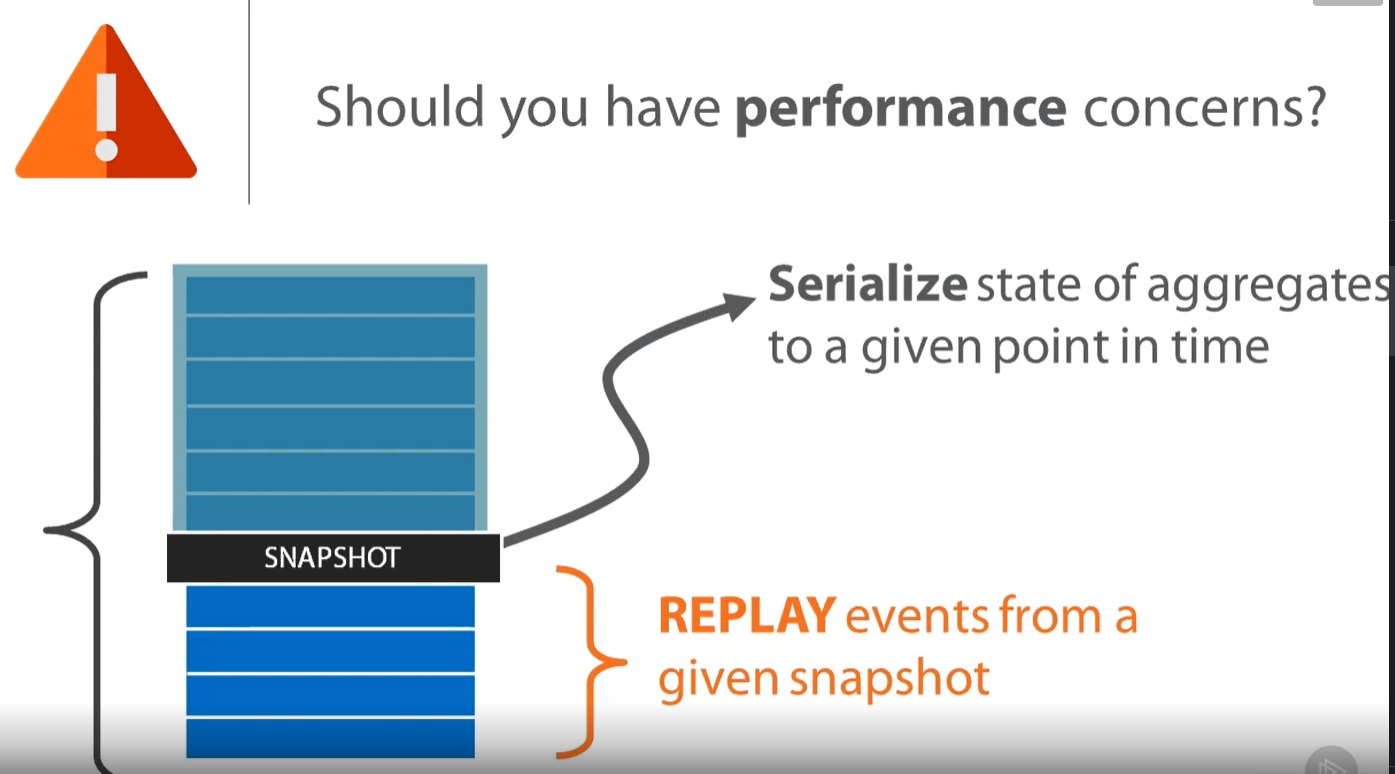 Should you have performance concerns?
Serialize state of aggregates
to a given point in time
SNAPSHOT
REPLAY events from a
given snapshot